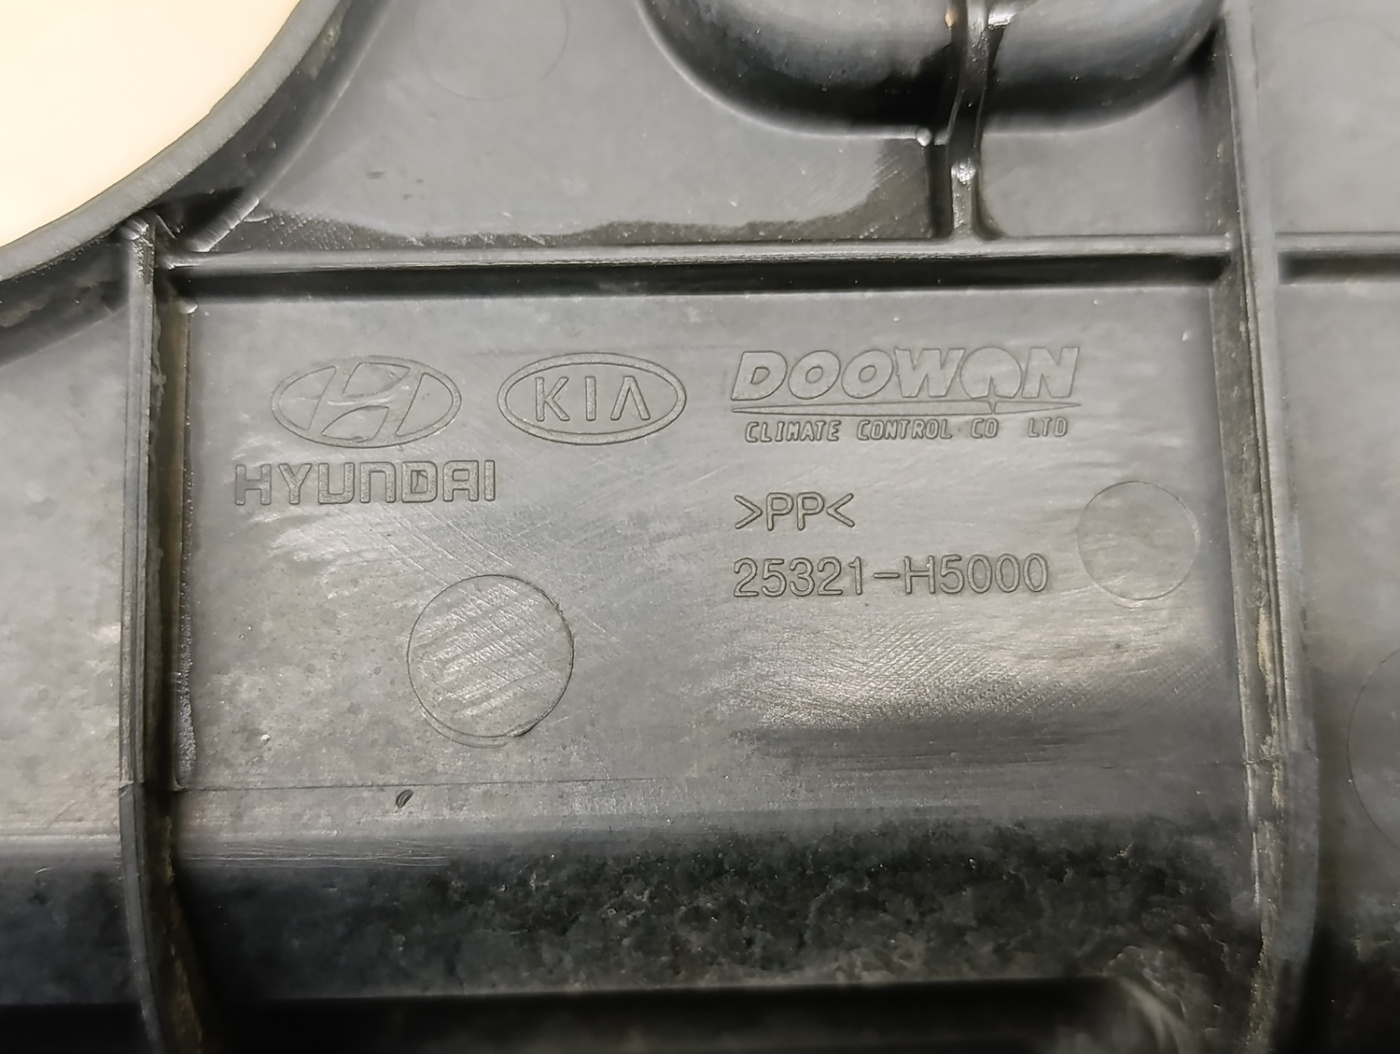 HYUNDAI
KIA
DOOWON
CLIMATE CONTROL CO LTD
>PP<
25321-H5000